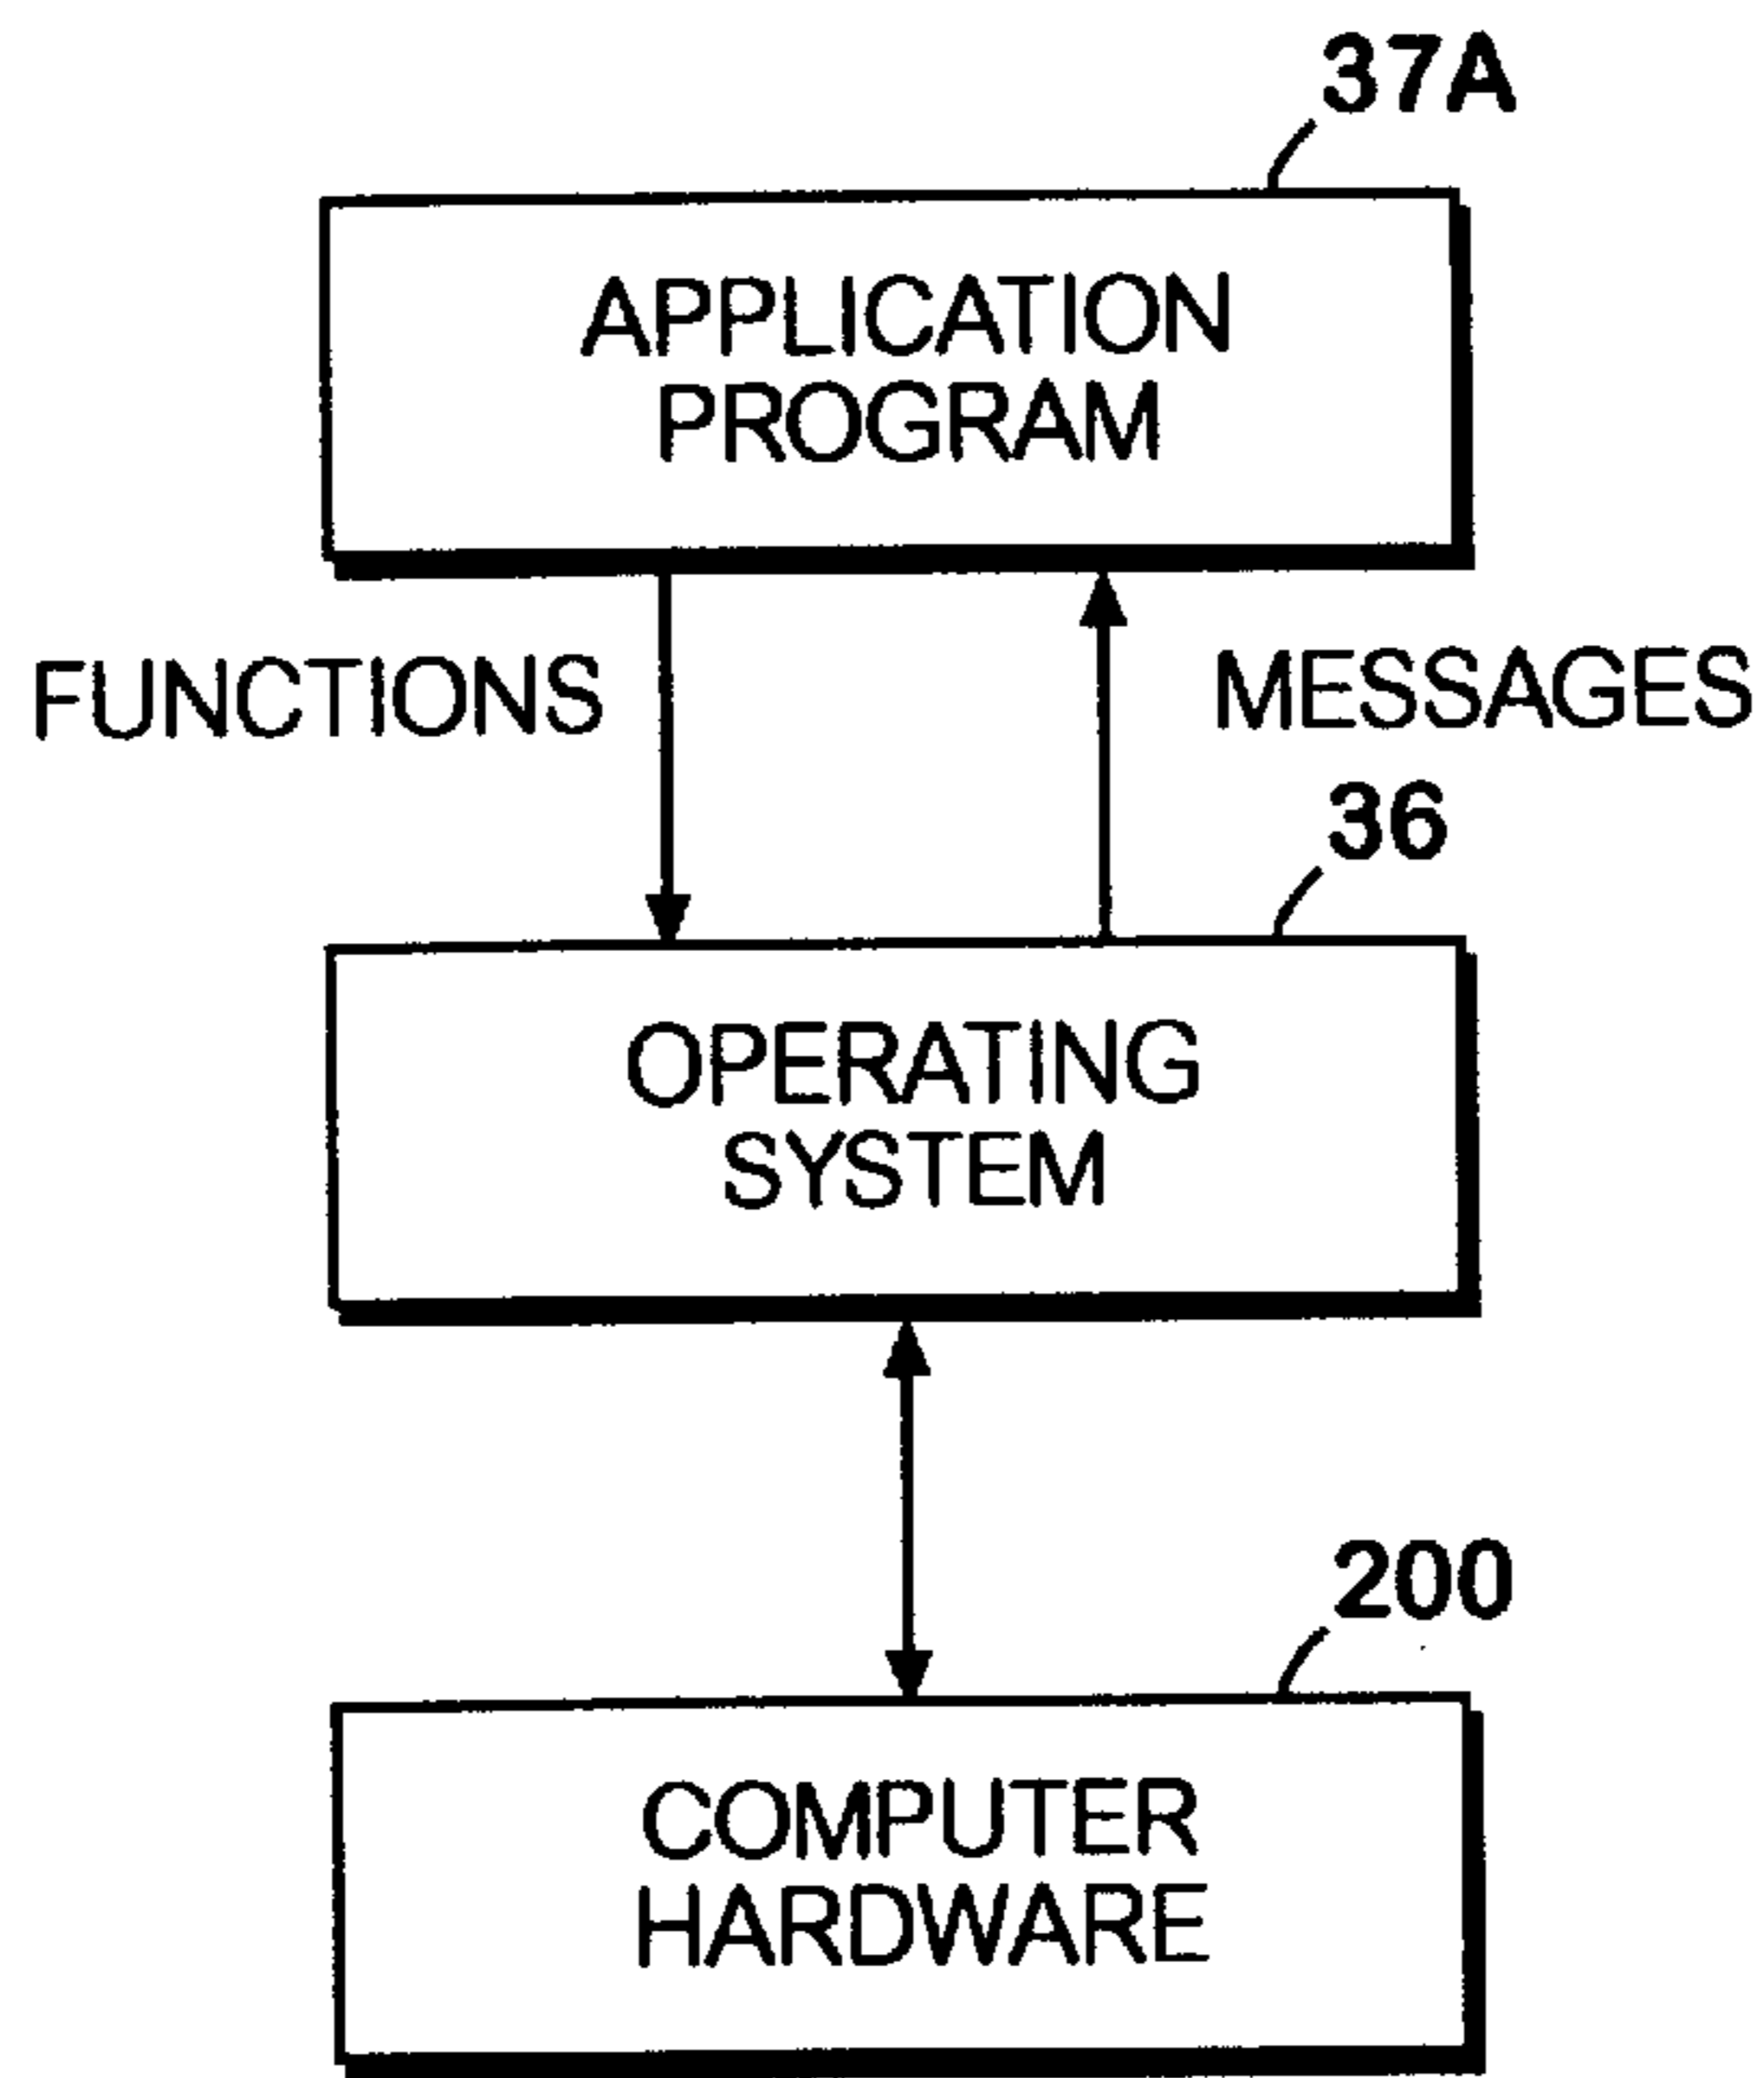 37A
APPLICATION
PROGRAM
FUNCTIONS
MESSAGES
36
OPERATING
SYSTEM
200
COMPUTER
HARDWARE